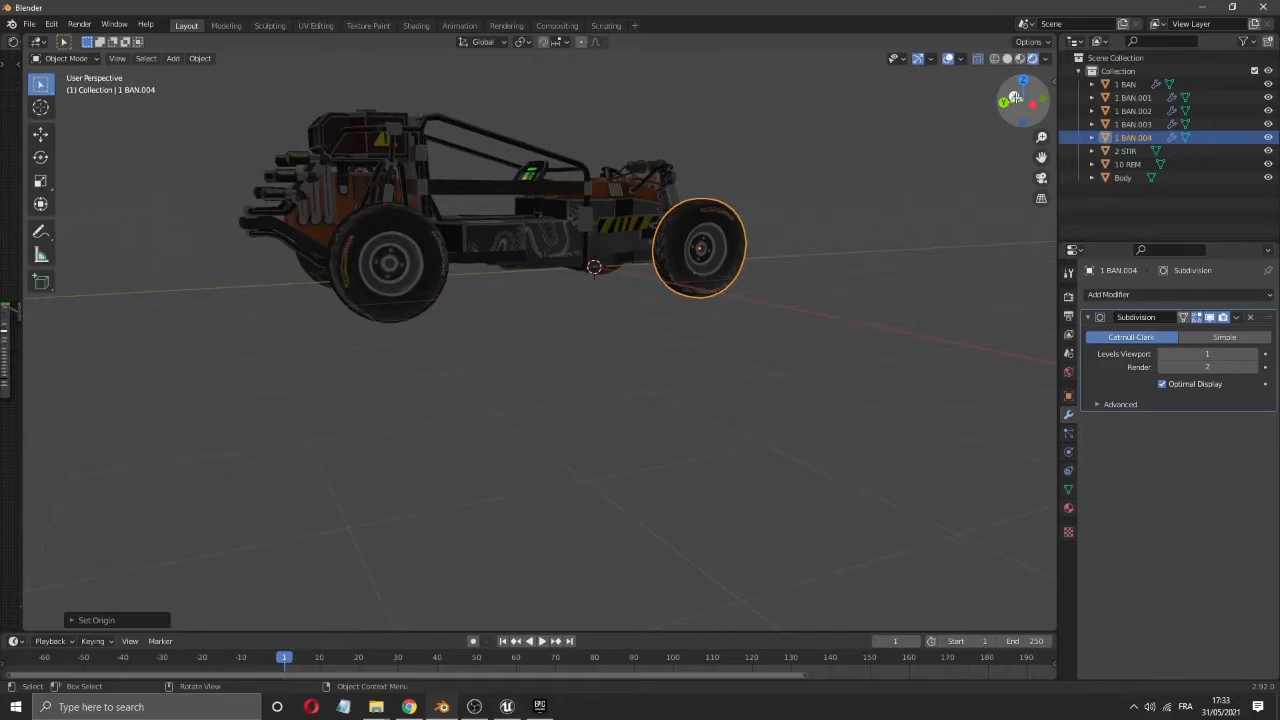 Blender
File Edit Render Window Help Layout Modeling Sculpting UV Editing Texture Paint Shading Animation Rendering Compositing Scripting + Scene View Layer
Global Options
Object Mode View Select Add Object
User Perspective
(1) Collection | 1 BAN.004
Z
Y
Scene Collection
Collection
1 BAN
1 BAN.001
1 BAN.002
1 BAN.003
1 BAN.004
2 STIR
10 REM
Body
1 BAN.004 Subdivision
Add Modifier
Subdivision
Catmull-Clark Simple
Levels Viewport 1
Render 2
Optimal Display
Advanced
Set Origin
Playback Keying View Marker 1 Start 1 End 250
-60 -40 -30 -20 -10 1 10 20 30 40 50 60 70 80 90 100 110 120 130 140 150 160 170 180 190
Select Box Select Rotate View Object Context Menu 2.92.0
Type here to search EPIC FRA 17:33
31/05/2021